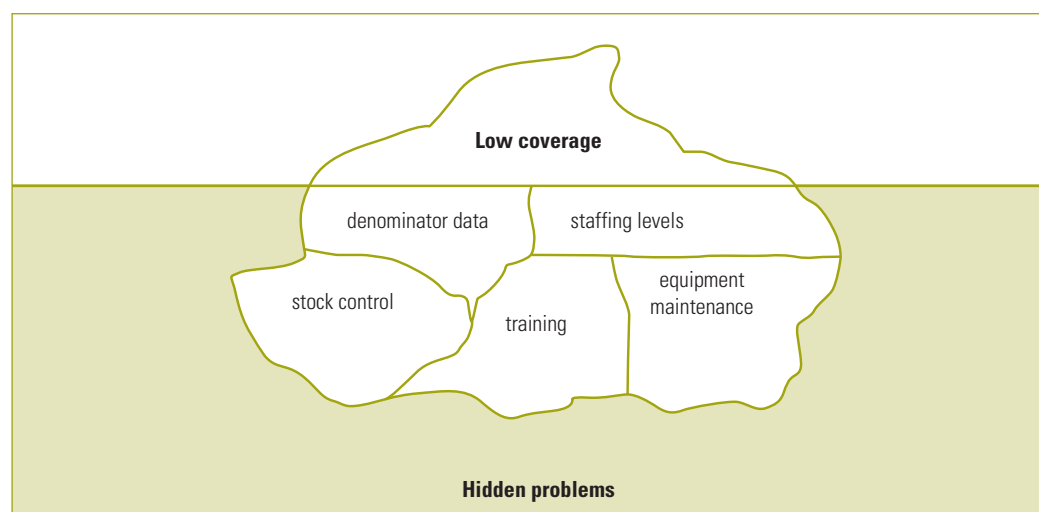 Low coverage
denominator data
staffing levels
stock control
training
equipment
maintenance
Hidden problems